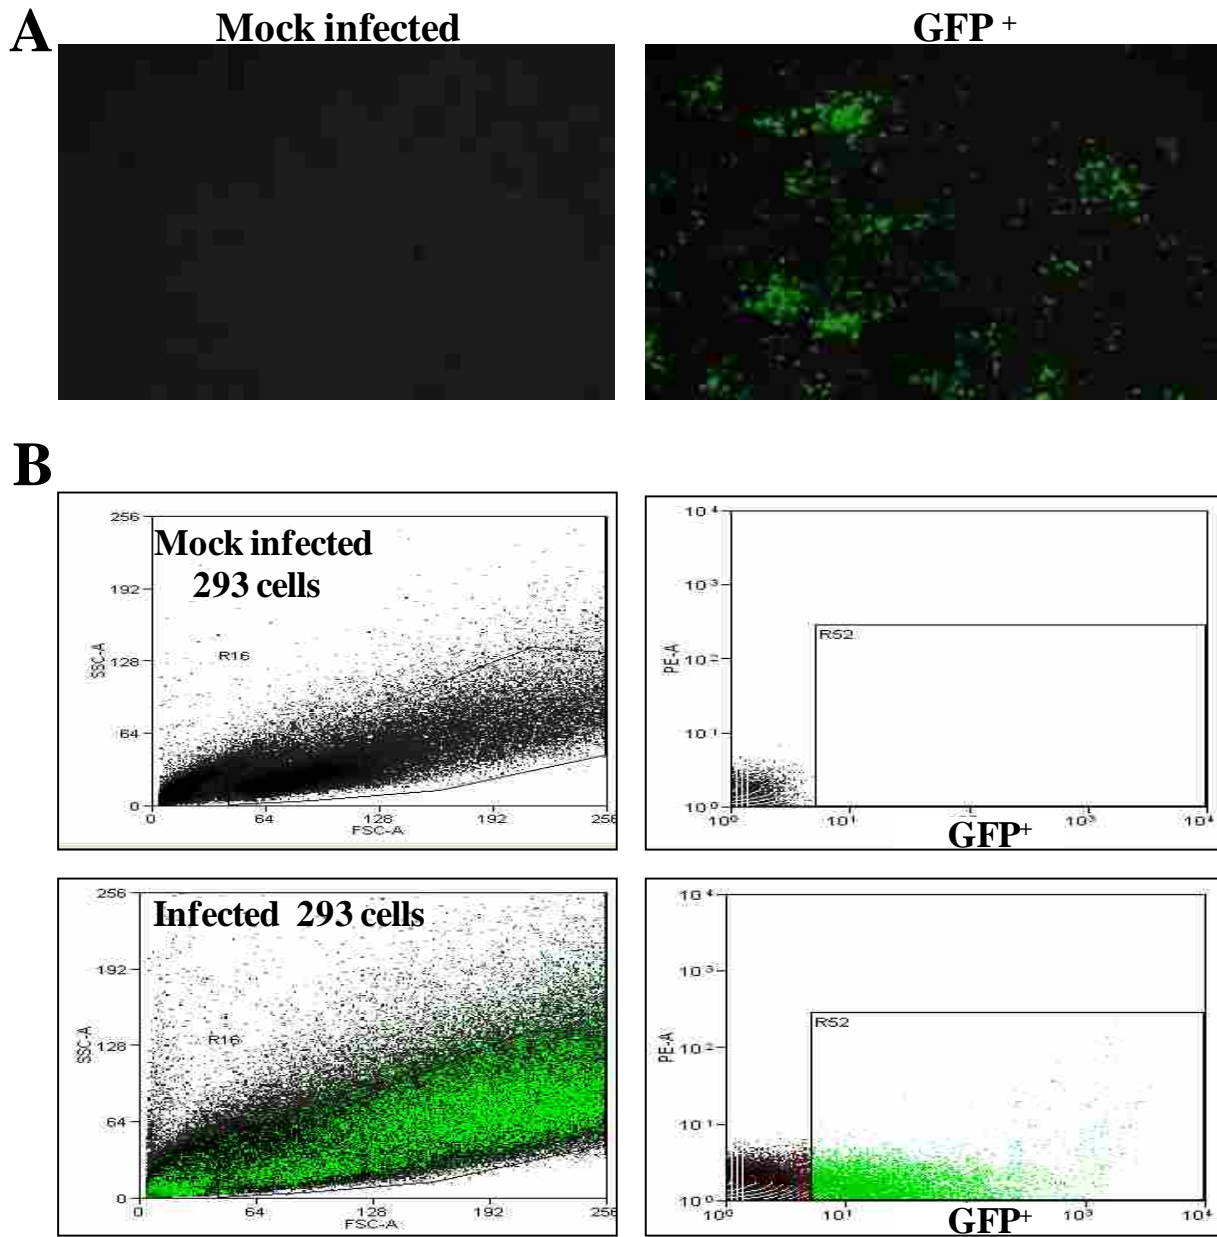 A
Mock infected
GFP +
B
256
192
128
64
0
SSC-A
Mock infected
293 cells
R16
0 64 128 192 256
FSC-A
10⁴
10³
10²
10¹
10⁰
PE-A
R52
10⁰ 10¹ 10³ 10⁴
GFP+
256
192
128
64
0
SSC-A
Infected 293 cells
R16
0 64 128 192 256
FSC-A
10⁴
10³
10²
10¹
10⁰
PE-A
R52
10⁰ 10¹ 10³ 10⁴
GFP+